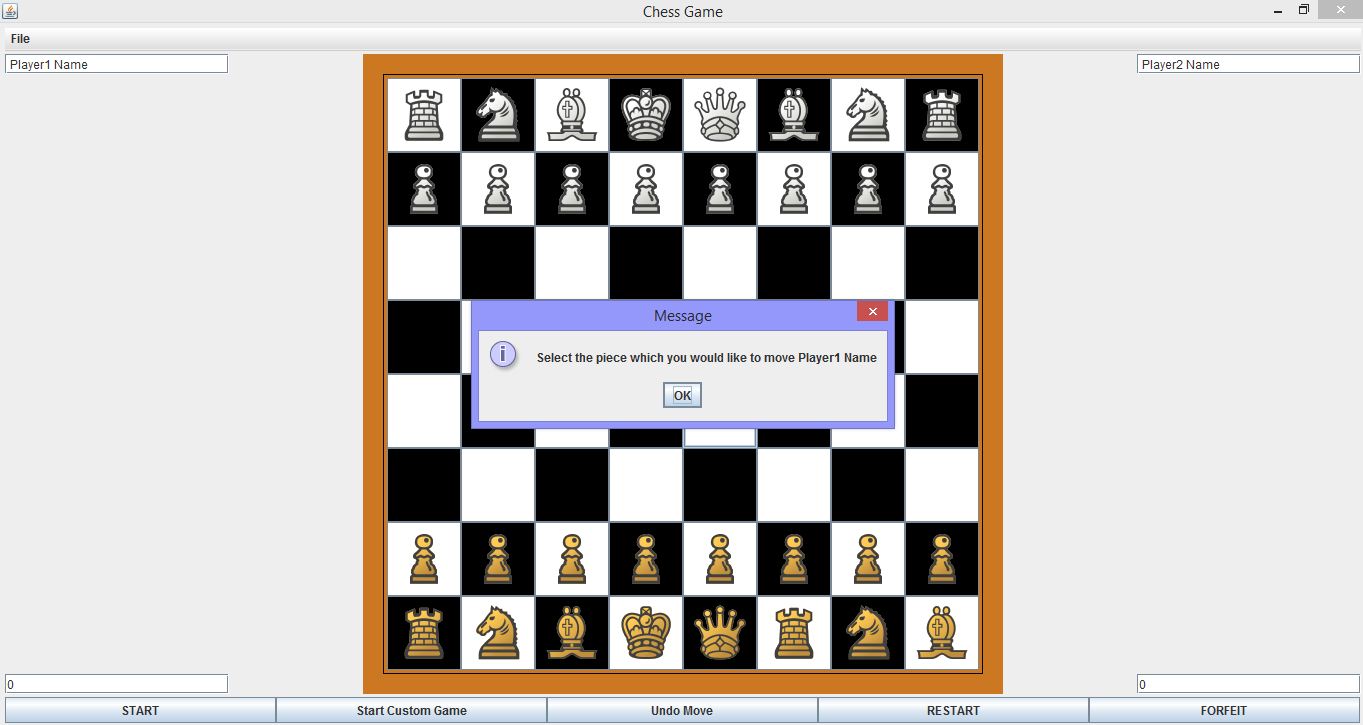 Chess Game
File
Player1 Name
Player2 Name
Message
Select the piece which you would like to move Player1 Name
OK
0
0
START
Start Custom Game
Undo Move
RESTART
FORFEIT